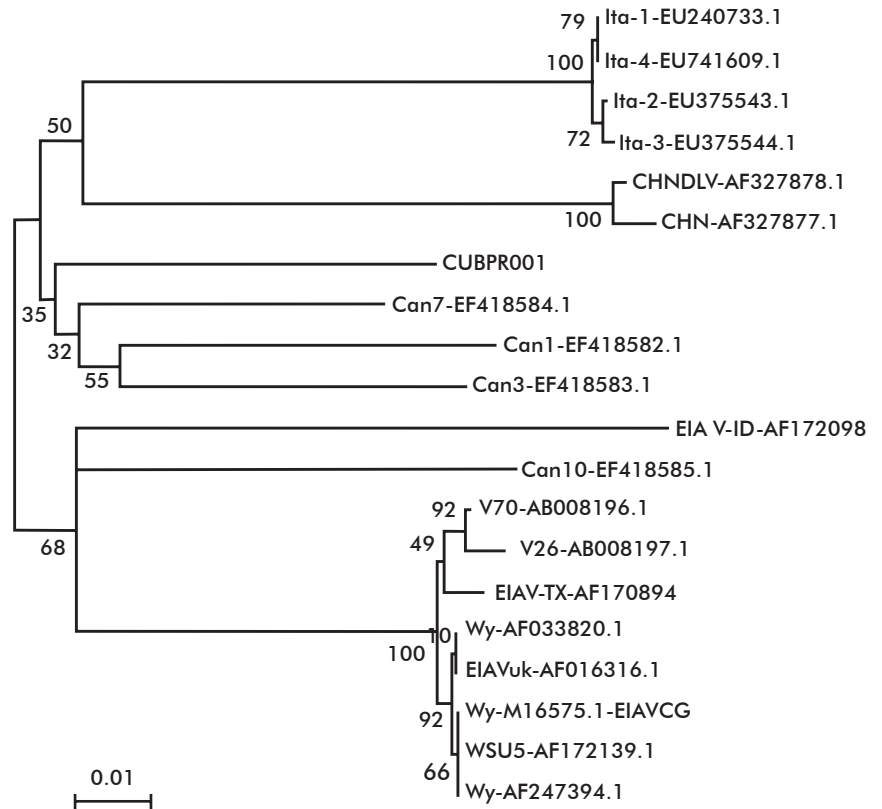 79
Ita-1-EU240733.1
100
Ita-4-EU741609.1
Ita-2-EU375543.1
50
72
Ita-3-EU375544.1
CHNDLV-AF327878.1
100
CHN-AF327877.1
CUBPR001
35
Can7-EF418584.1
32
Can1-EF418582.1
55
Can3-EF418583.1
EIA V-ID-AF172098
Can10-EF418585.1
92
V70-AB008196.1
49
V26-AB008197.1
68
EIAV-TX-AF170894
10
Wy-AF033820.1
100
EIAVuk-AF016316.1
Wy-M16575.1-EIAVCG
92
WSU5-AF172139.1
66
Wy-AF247394.1
0.01